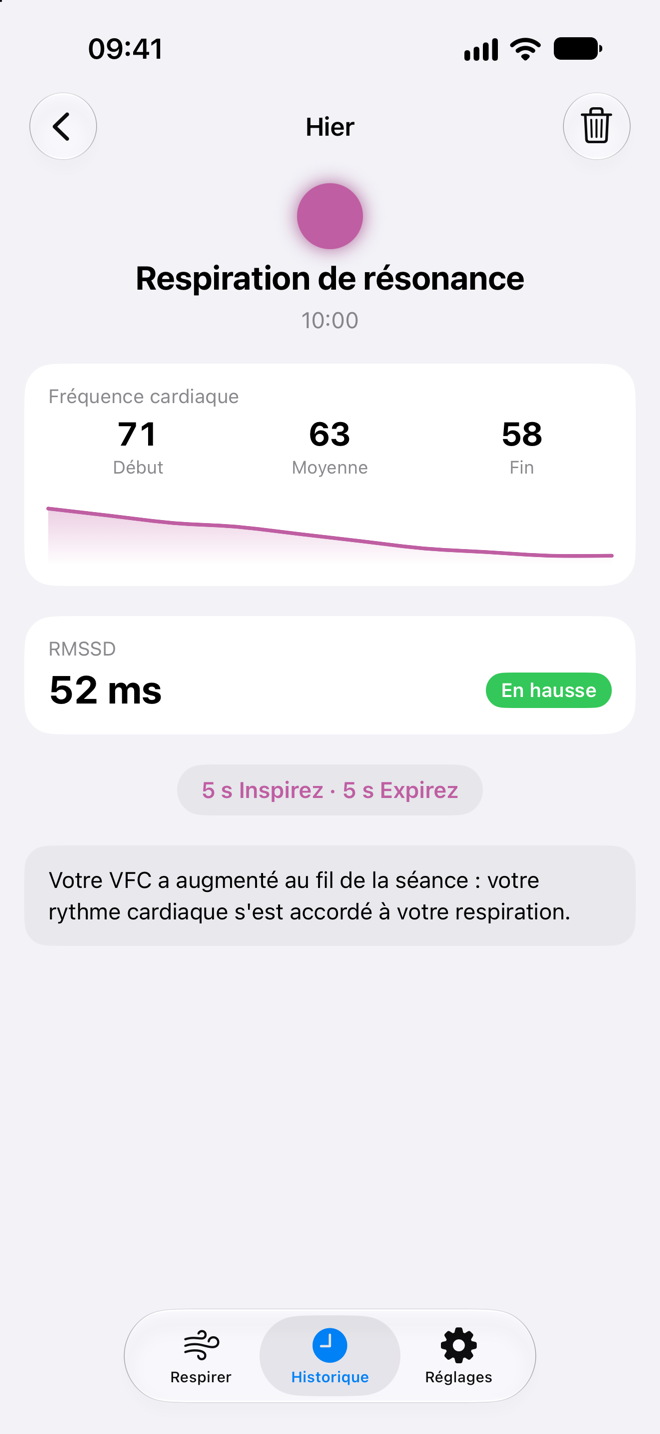 09:41
Hier
Respiration de résonance
10:00
Fréquence cardiaque
71 63 58
Début Moyenne Fin
RMSSD
52 ms En hausse
5 s Inspirez · 5 s Expirez
Votre VFC a augmenté au fil de la séance : votre
rythme cardiaque s'est accordé à votre respiration.
Respirer Historique Réglages